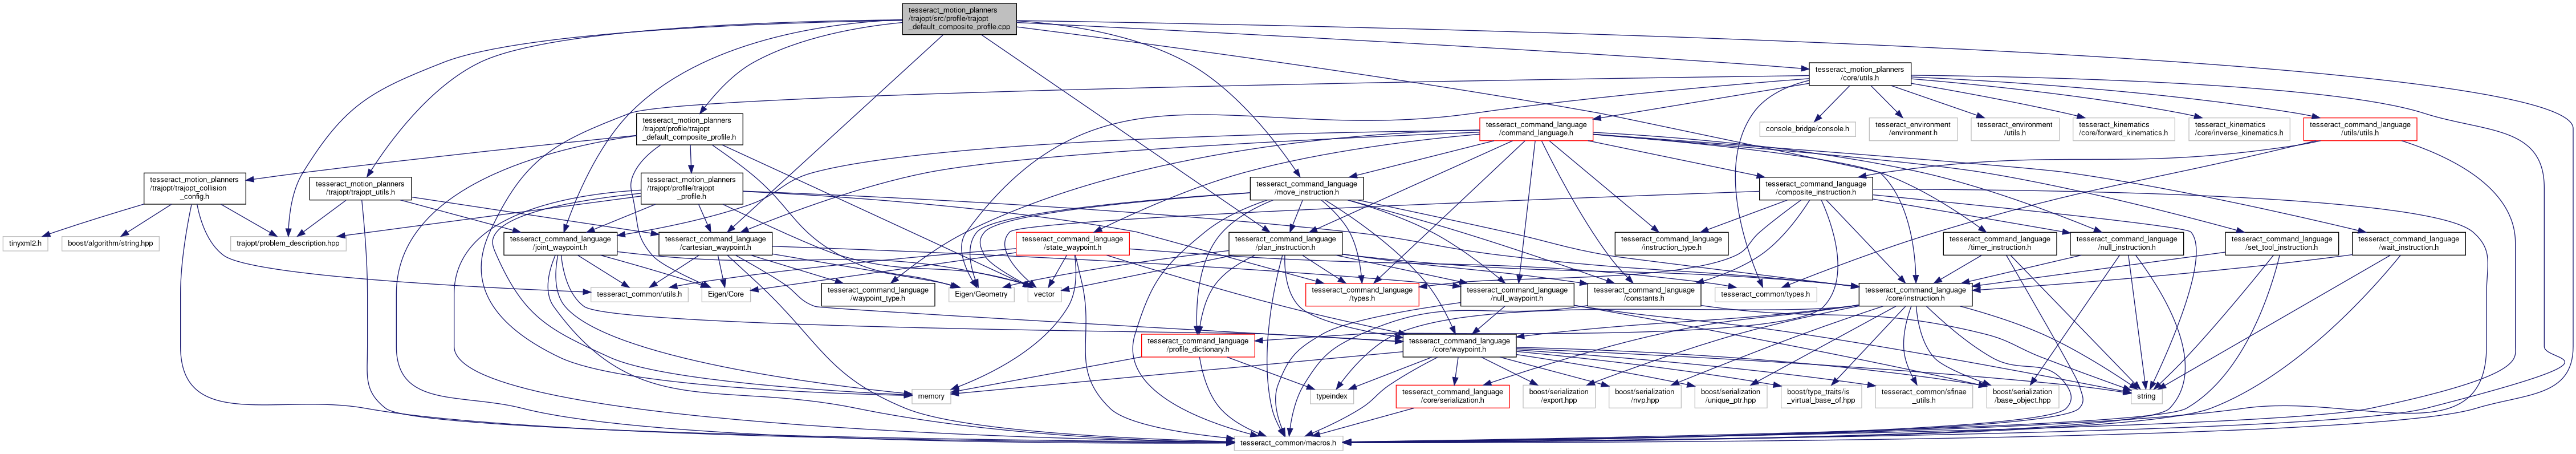 tesseract_motion_planners
/trajopt/src/profile/trajopt
_default_composite_profile.cpp
tesseract_motion_planners
/core/utils.h
tesseract_motion_planners
/trajopt/profile/trajopt
_default_composite_profile.h
tesseract_command_language
/command_language.h
console_bridge/console.h
tesseract_environment
/environment.h
tesseract_environment
/utils.h
tesseract_kinematics
/core/forward_kinematics.h
tesseract_kinematics
/core/inverse_kinematics.h
tesseract_command_language
/utils/utils.h
tesseract_motion_planners
/trajopt/trajopt_collision
_config.h
tesseract_motion_planners
/trajopt/trajopt_utils.h
tesseract_motion_planners
/trajopt/profile/trajopt
_profile.h
tesseract_command_language
/move_instruction.h
tesseract_command_language
/composite_instruction.h
tinyxml2.h
boost/algorithm/string.hpp
trajopt/problem_description.hpp
tesseract_command_language
/joint_waypoint.h
tesseract_command_language
/cartesian_waypoint.h
tesseract_command_language
/state_waypoint.h
tesseract_command_language
/plan_instruction.h
tesseract_command_language
/instruction_type.h
tesseract_command_language
/timer_instruction.h
tesseract_command_language
/null_instruction.h
tesseract_command_language
/set_tool_instruction.h
tesseract_command_language
/wait_instruction.h
tesseract_common/utils.h
Eigen/Core
tesseract_command_language
/waypoint_type.h
Eigen/Geometry
vector
tesseract_command_language
/types.h
tesseract_command_language
/null_waypoint.h
tesseract_command_language
/constants.h
tesseract_common/types.h
tesseract_command_language
/core/instruction.h
tesseract_command_language
/profile_dictionary.h
tesseract_command_language
/core/waypoint.h
memory
typeindex
tesseract_command_language
/core/serialization.h
boost/serialization
/export.hpp
boost/serialization
/nvp.hpp
boost/serialization
/unique_ptr.hpp
boost/type_traits/is
_virtual_base_of.hpp
tesseract_common/sfinae
_utils.h
boost/serialization
/base_object.hpp
string
tesseract_common/macros.h